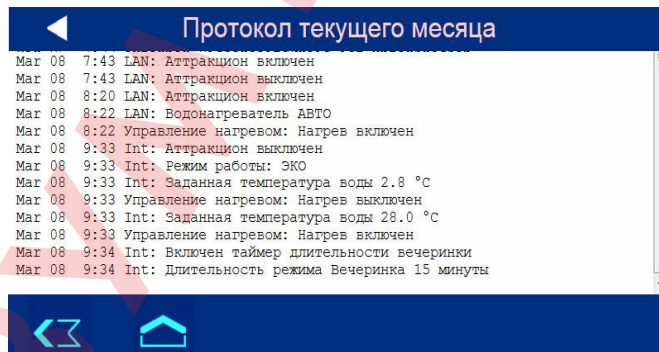 Протокол текущего месяца
Mar 08 7:43 LAN: Аттракцион включен
Mar 08 7:43 LAN: Аттракцион выключен
Mar 08 8:20 LAN: Аттракцион включен
Mar 08 8:22 LAN: Водонагреватель АВТО
Mar 08 8:22 Управление нагревом: Нагрев включен
Mar 08 9:33 Int: Аттракцион выключен
Mar 08 9:33 Int: Режим работы: ЭКО
Mar 08 9:33 Int: Заданная температура воды 2.8 °C
Mar 08 9:33 Управление нагревом: Нагрев выключен
Mar 08 9:33 Int: Заданная температура воды 28.0 °C
Mar 08 9:33 Управление нагревом: Нагрев включен
Mar 08 9:34 Int: Включен таймер длительности вечеринки
Mar 08 9:34 Int: Длительность режима Вечеринка 15 минуты